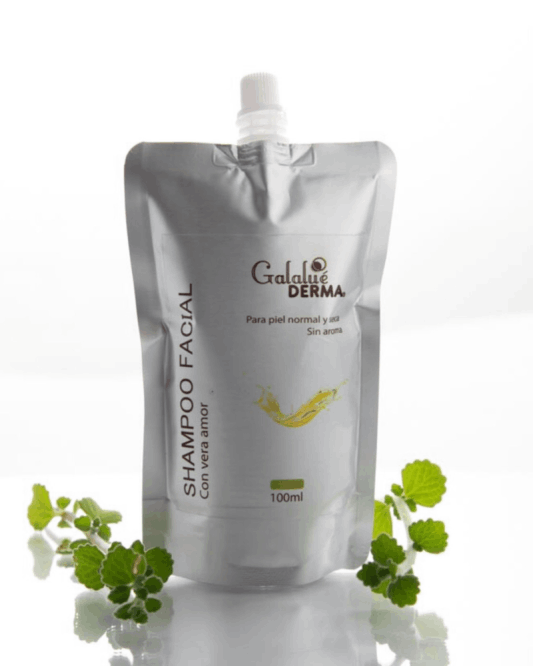 Galalué
DERMA
Para piel normal y seca
Sin aroma
SHAMPOO FACIAL
Con vera amor
100ml